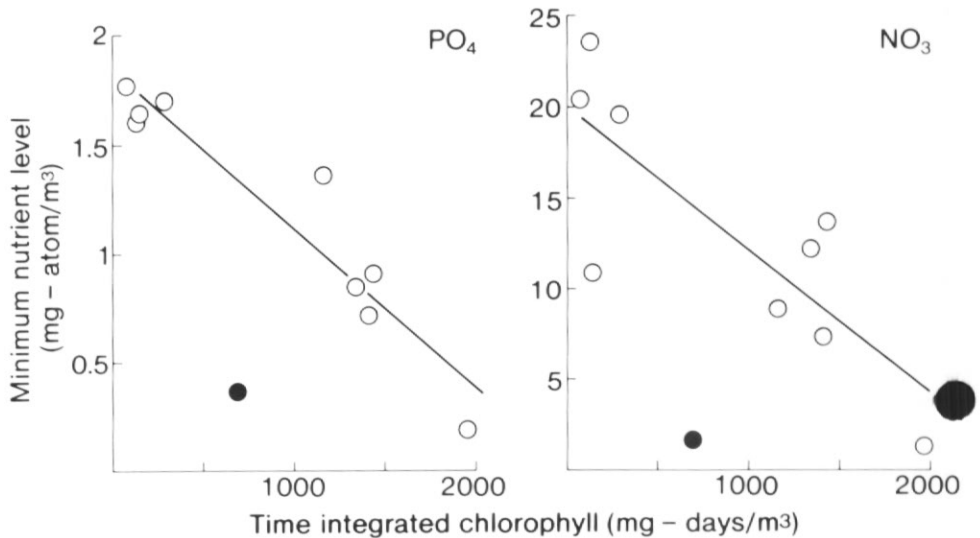 PO4
NO3
Minimum nutrient level
(mg – atom/m3)
2
1.5
1
0.5
1000
2000
25
20
15
10
5
1000
2000
Time integrated chlorophyll (mg – days/m3)